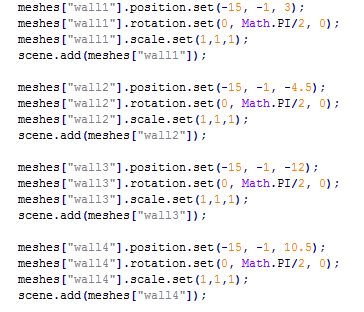 meshes["wall1"].position.set(-15, -1, 3);
meshes["wall1"].rotation.set(0, Math.PI/2, 0);
meshes["wall1"].scale.set(1,1,1);
scene.add(meshes["wall1"]);
meshes["wall2"].position.set(-15, -1, -4.5);
meshes["wall2"].rotation.set(0, Math.PI/2, 0);
meshes["wall2"].scale.set(1,1,1);
scene.add(meshes["wall2"]);
meshes["wall3"].position.set(-15, -1, -12);
meshes["wall3"].rotation.set(0, Math.PI/2, 0);
meshes["wall3"].scale.set(1,1,1);
scene.add(meshes["wall3"]);
meshes["wall4"].position.set(-15, -1, 10.5);
meshes["wall4"].rotation.set(0, Math.PI/2, 0);
meshes["wall4"].scale.set(1,1,1);
scene.add(meshes["wall4"]);